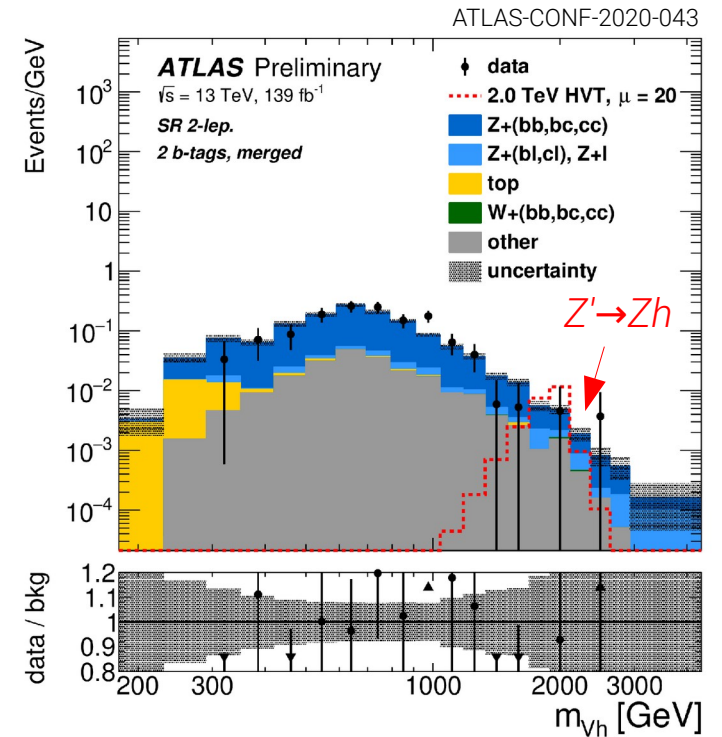 ATLAS-CONF-2020-043
Events/GeV
ATLAS Preliminary
√s = 13 TeV, 139 fb⁻¹
SR 2-lep.
2 b-tags, merged
data
2.0 TeV HVT, μ = 20
Z+(bb,bc,cc)
Z+(bl,cl), Z+l
top
W+(bb,bc,cc)
other
uncertainty
Z'→Zh
10³
10²
10
1
10⁻¹
10⁻²
10⁻³
10⁻⁴
data / bkg
1.2
1.1
1
0.9
0.8
200 300 1000 2000 3000
m_Vh [GeV]